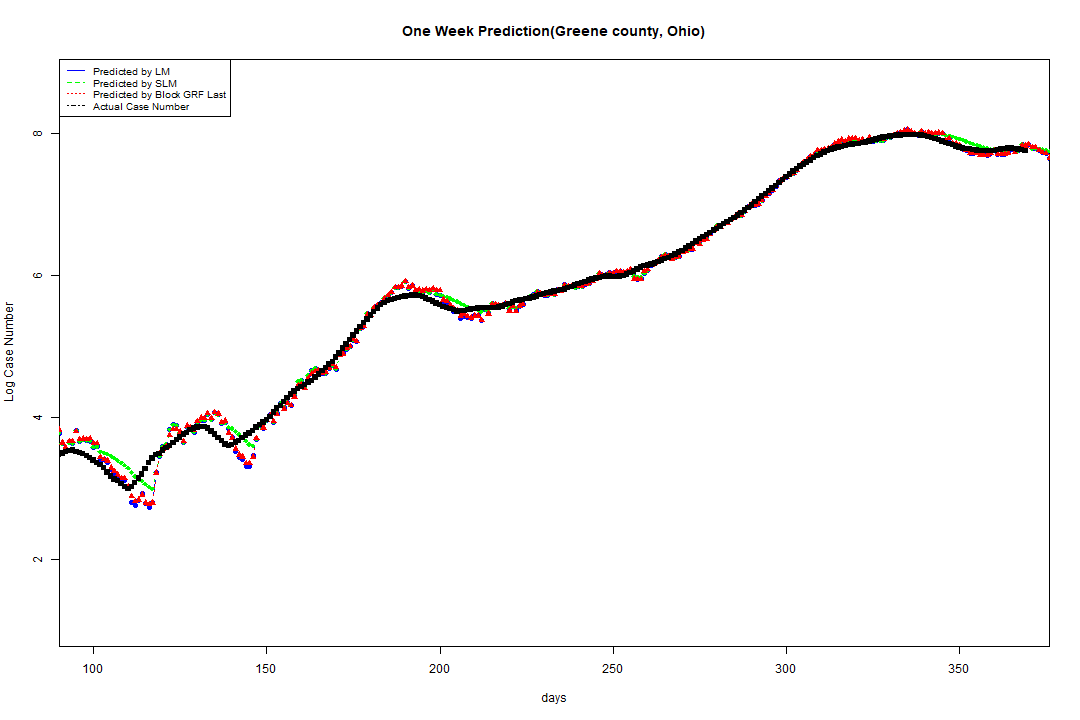 One Week Prediction(Greene county, Ohio)
Predicted by LM
Predicted by SLM
Predicted by Block GRF Last
Actual Case Number
8
6
4
2
Log Case Number
100 150 200 250 300 350
days